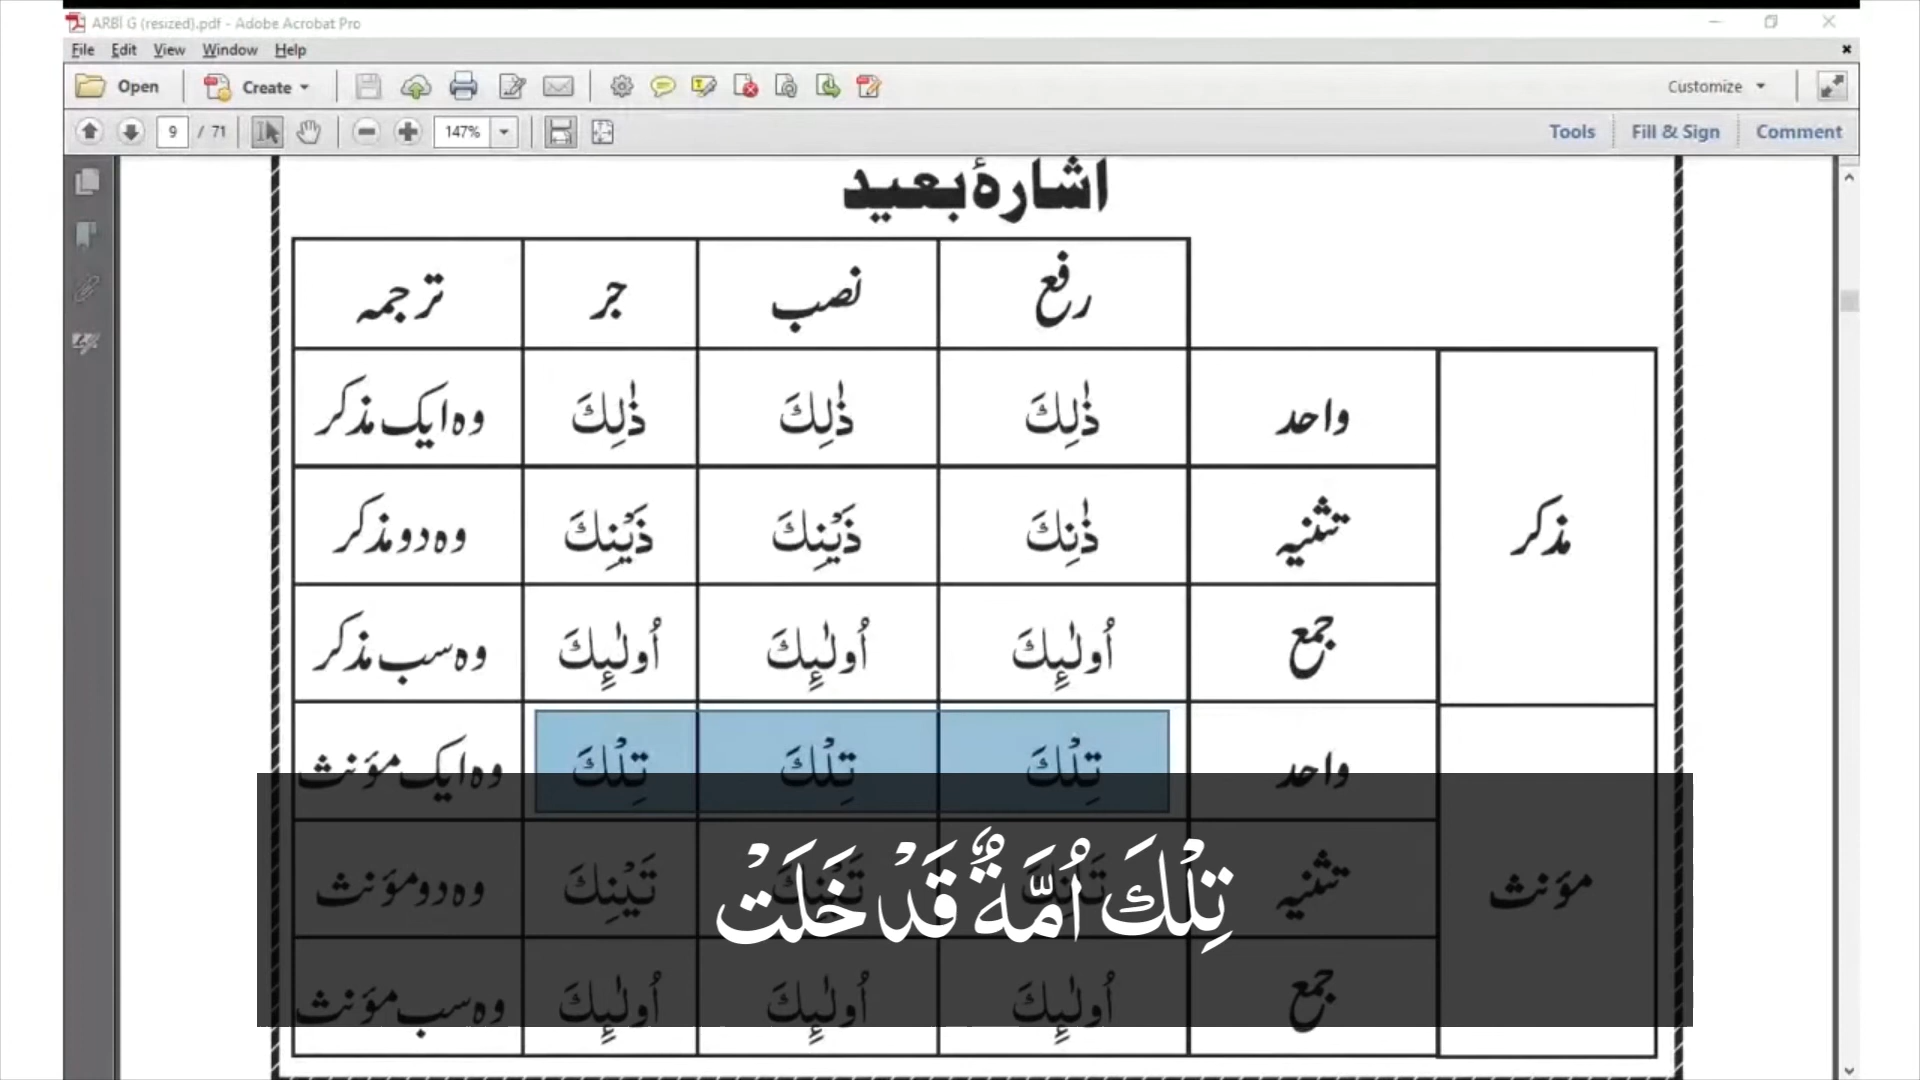 ARBI G (resized).pdf - Adobe Acrobat Pro
File Edit View Window Help
Open Create Customize
9 / 71 147% Tools Fill & Sign Comment
اشارۂ بعید
رفع نصب جر ترجمہ
مذکر
واحد ذٰلِكَ ذٰلِكَ ذٰلِكَ وہ ایک مذکر
تثنیہ ذٰنِكَ ذَيْنِكَ ذَيْنِكَ وہ دو مذکر
جمع اُولٰٓئِكَ اُولٰٓئِكَ اُولٰٓئِكَ وہ سب مذکر
مؤنث
واحد تِلْكَ تِلْكَ تِلْكَ وہ ایک مؤنث
تثنیہ تَانِكَ تَيْنِكَ تَيْنِكَ وہ دو مؤنث
جمع اُولٰٓئِكَ اُولٰٓئِكَ اُولٰٓئِكَ وہ سب مؤنث
تِلْكَ اُمَّةٌ قَدْ خَلَتْ